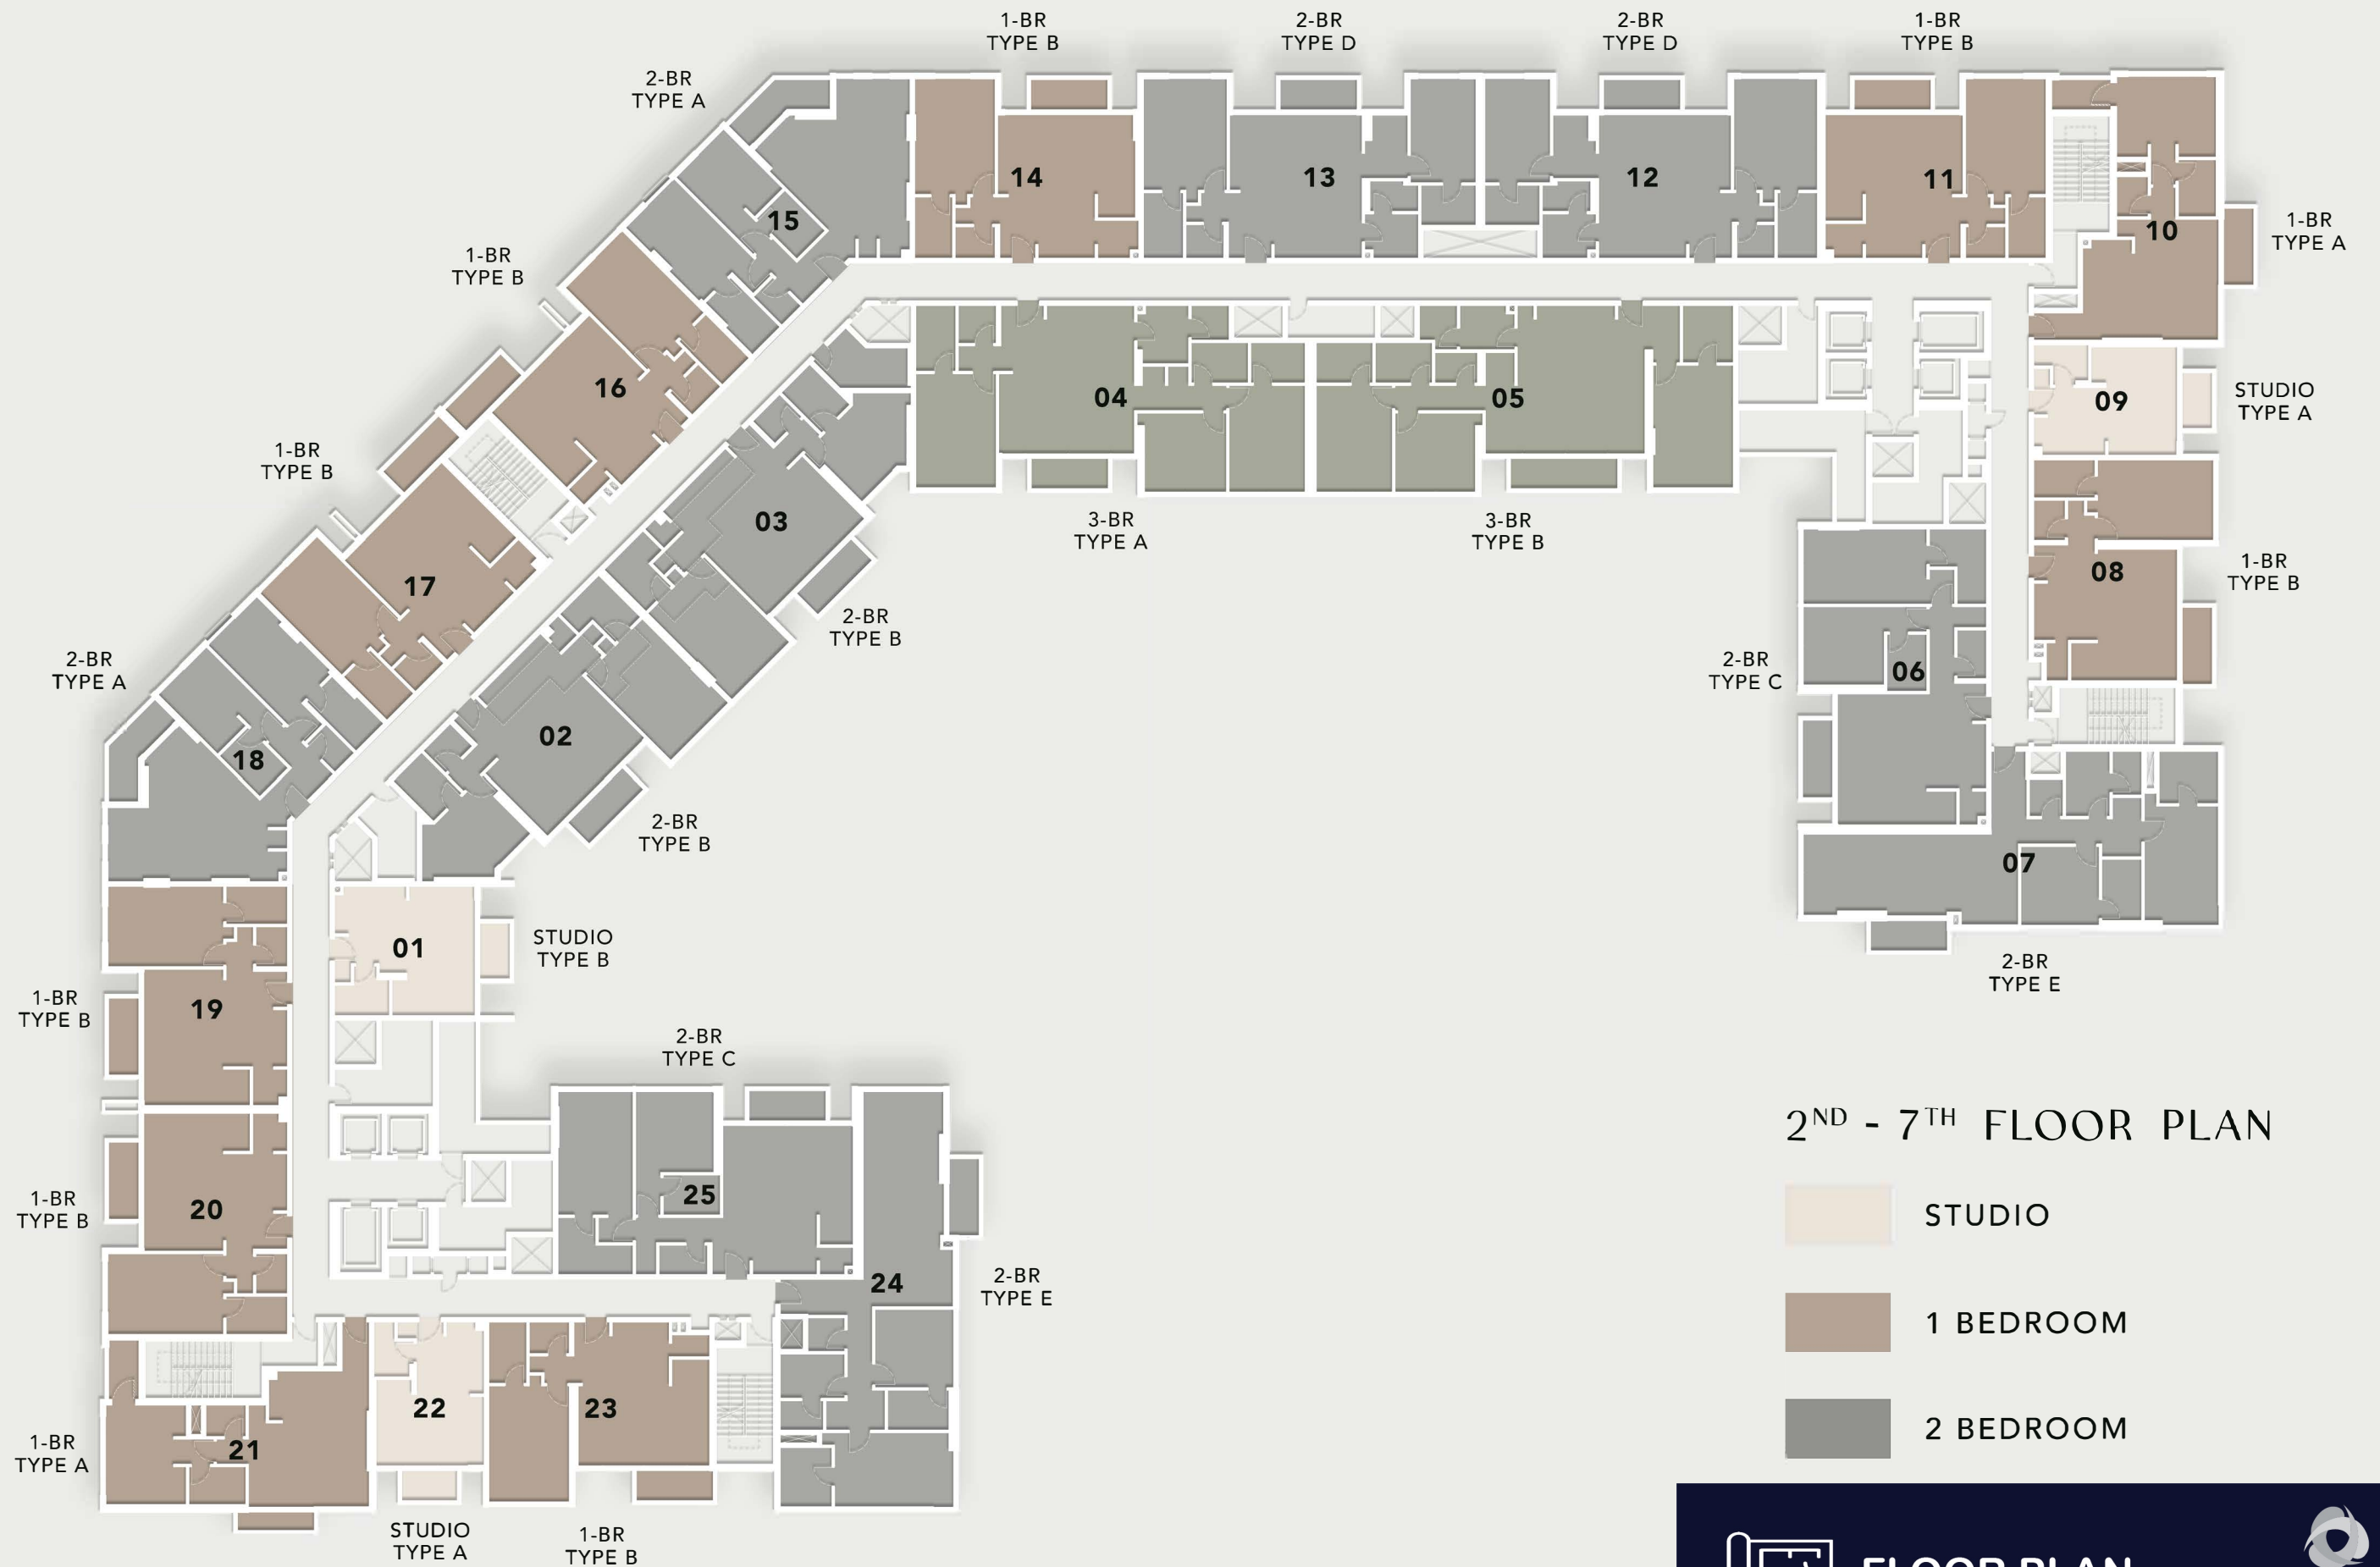 1-BR
TYPE B
2-BR
TYPE D
2-BR
TYPE D
1-BR
TYPE B
2-BR
TYPE A
14
13
12
11
15
10
1-BR
TYPE A
1-BR
TYPE B
16
04
05
09
STUDIO
TYPE A
1-BR
TYPE B
03
3-BR
TYPE A
3-BR
TYPE B
17
08
1-BR
TYPE B
2-BR
TYPE B
2-BR
TYPE A
2-BR
TYPE C
06
02
18
2-BR
TYPE B
07
01
STUDIO
TYPE B
2-BR
TYPE E
1-BR
TYPE B
19
2-BR
TYPE C
2ND - 7TH FLOOR PLAN
1-BR
TYPE B
20
25
STUDIO
24
2-BR
TYPE E
1 BEDROOM
22
23
2 BEDROOM
1-BR
TYPE A
21
STUDIO
TYPE A
1-BR
TYPE B
FLOOR PLAN